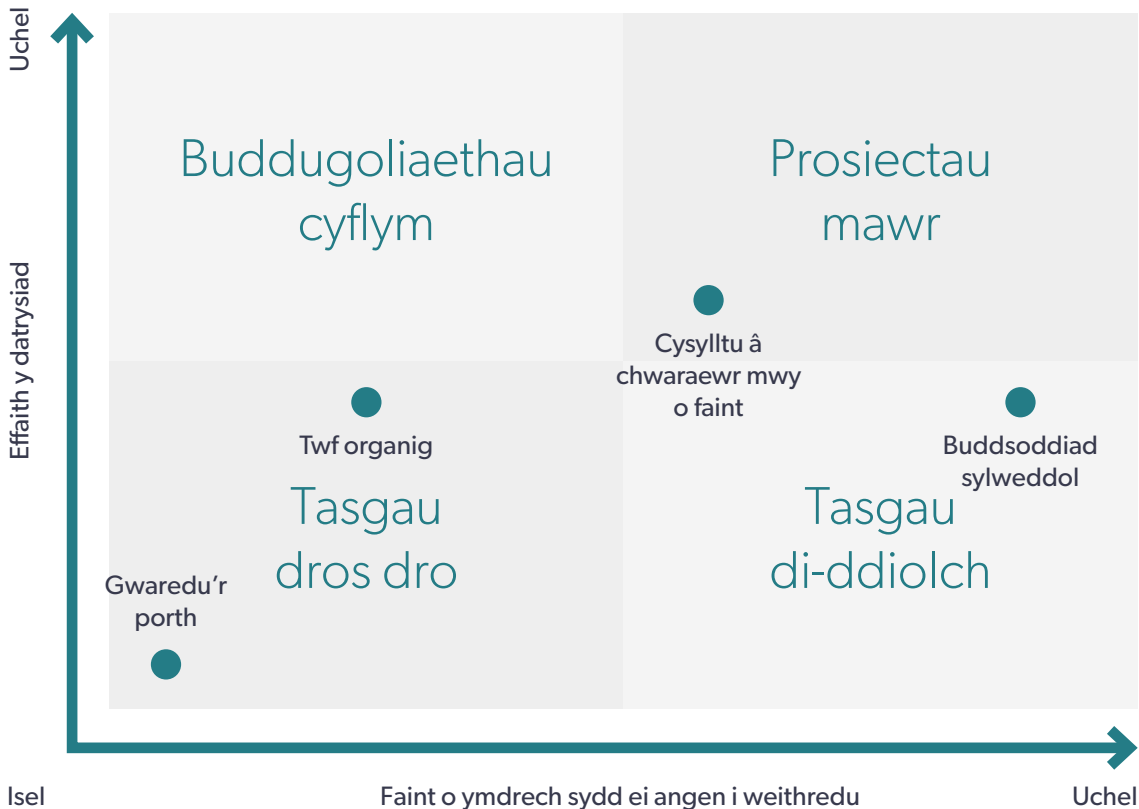 Uchel
Effaith y datrysiad
Buddugoliaethau
cyflym
Prosiectau
mawr
Cysylltu â
chwaraewr mwy
o faint
Twf organig
Buddsoddiad
sylweddol
Tasgau
dros dro
Tasgau
di-ddiolch
Gwaredu’r
porth
Isel
Faint o ymdrech sydd ei angen i weithredu
Uchel